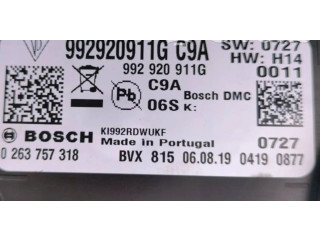 992920911G C9A SW: 0727
992 920 911G HW: H14
C9A 0011
Pb 06S K: Bosch DMC
BOSCH KI992RDWUKF
Made in Portugal 0727
0 263 757 318 BVX 815 06.08.19 0419 0877